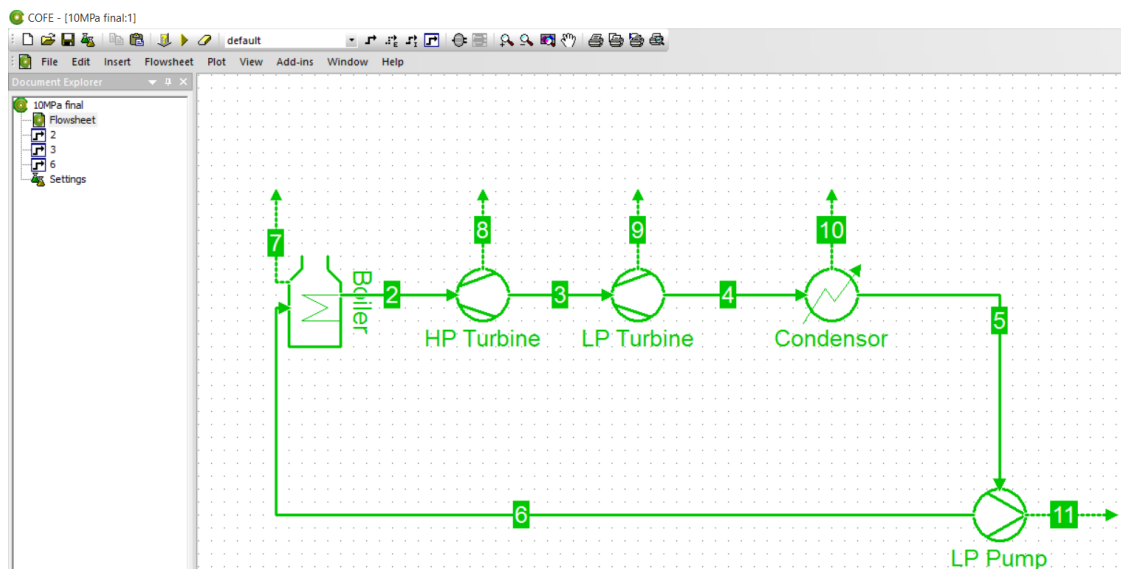 COFE - [10MPa final:1]
default
File Edit Insert Flowsheet Plot View Add-ins Window Help
Document Explorer
10MPa final
Flowsheet
2
3
6
Settings
7
8
9
10
Boiler
2
3
4
5
HP Turbine
LP Turbine
Condensor
6
11
LP Pump